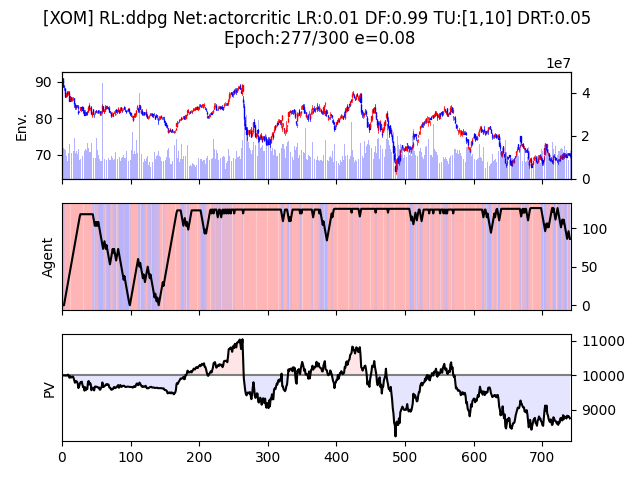 [XOM] RL:ddpg Net:actorcritic LR:0.01 DF:0.99 TU:[1,10] DRT:0.05
Epoch:277/300 e=0.08
1e7
Env.
90
80
70
4
2
0
Agent
100
50
0
PV
11000
10000
9000
0 100 200 300 400 500 600 700